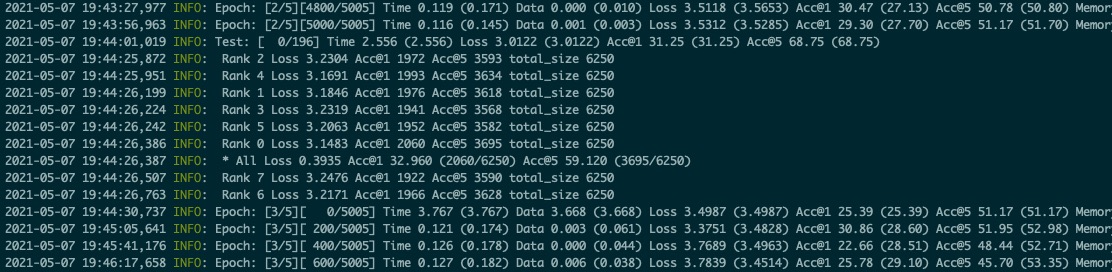 2021-05-07 19:43:27,977 INFO: Epoch: [2/5][4800/5005] Time 0.119 (0.171) Data 0.000 (0.010) Loss 3.5118 (3.5653) Acc@1 30.47 (27.13) Acc@5 50.78 (50.80) Memor
2021-05-07 19:43:56,963 INFO: Epoch: [2/5][5000/5005] Time 0.116 (0.145) Data 0.001 (0.003) Loss 3.5312 (3.5285) Acc@1 29.30 (27.70) Acc@5 51.17 (51.70) Memor
2021-05-07 19:44:01,019 INFO: Test: [  0/196] Time 2.556 (2.556) Loss 3.0122 (3.0122) Acc@1 31.25 (31.25) Acc@5 68.75 (68.75)
2021-05-07 19:44:25,872 INFO:  Rank 2 Loss 3.2304 Acc@1 1972 Acc@5 3593 total_size 6250
2021-05-07 19:44:25,951 INFO:  Rank 4 Loss 3.1691 Acc@1 1993 Acc@5 3634 total_size 6250
2021-05-07 19:44:26,199 INFO:  Rank 1 Loss 3.1846 Acc@1 1976 Acc@5 3618 total_size 6250
2021-05-07 19:44:26,224 INFO:  Rank 3 Loss 3.2319 Acc@1 1941 Acc@5 3568 total_size 6250
2021-05-07 19:44:26,242 INFO:  Rank 5 Loss 3.2063 Acc@1 1952 Acc@5 3582 total_size 6250
2021-05-07 19:44:26,386 INFO:  Rank 0 Loss 3.1483 Acc@1 2060 Acc@5 3695 total_size 6250
2021-05-07 19:44:26,387 INFO:  * All Loss 0.3935 Acc@1 32.960 (2060/6250) Acc@5 59.120 (3695/6250)
2021-05-07 19:44:26,507 INFO:  Rank 7 Loss 3.2476 Acc@1 1922 Acc@5 3590 total_size 6250
2021-05-07 19:44:26,763 INFO:  Rank 6 Loss 3.2171 Acc@1 1966 Acc@5 3628 total_size 6250
2021-05-07 19:44:30,737 INFO: Epoch: [3/5][   0/5005] Time 3.767 (3.767) Data 3.668 (3.668) Loss 3.4987 (3.4987) Acc@1 25.39 (25.39) Acc@5 51.17 (51.17) Memor
2021-05-07 19:45:05,641 INFO: Epoch: [3/5][ 200/5005] Time 0.121 (0.174) Data 0.003 (0.061) Loss 3.3751 (3.4828) Acc@1 30.86 (28.60) Acc@5 51.95 (52.98) Memor
2021-05-07 19:45:41,176 INFO: Epoch: [3/5][ 400/5005] Time 0.126 (0.178) Data 0.000 (0.044) Loss 3.7689 (3.4963) Acc@1 22.66 (28.51) Acc@5 48.44 (52.71) Memor
2021-05-07 19:46:17,658 INFO: Epoch: [3/5][ 600/5005] Time 0.127 (0.182) Data 0.006 (0.038) Loss 3.7839 (3.4514) Acc@1 25.78 (29.10) Acc@5 45.70 (53.35) Memor